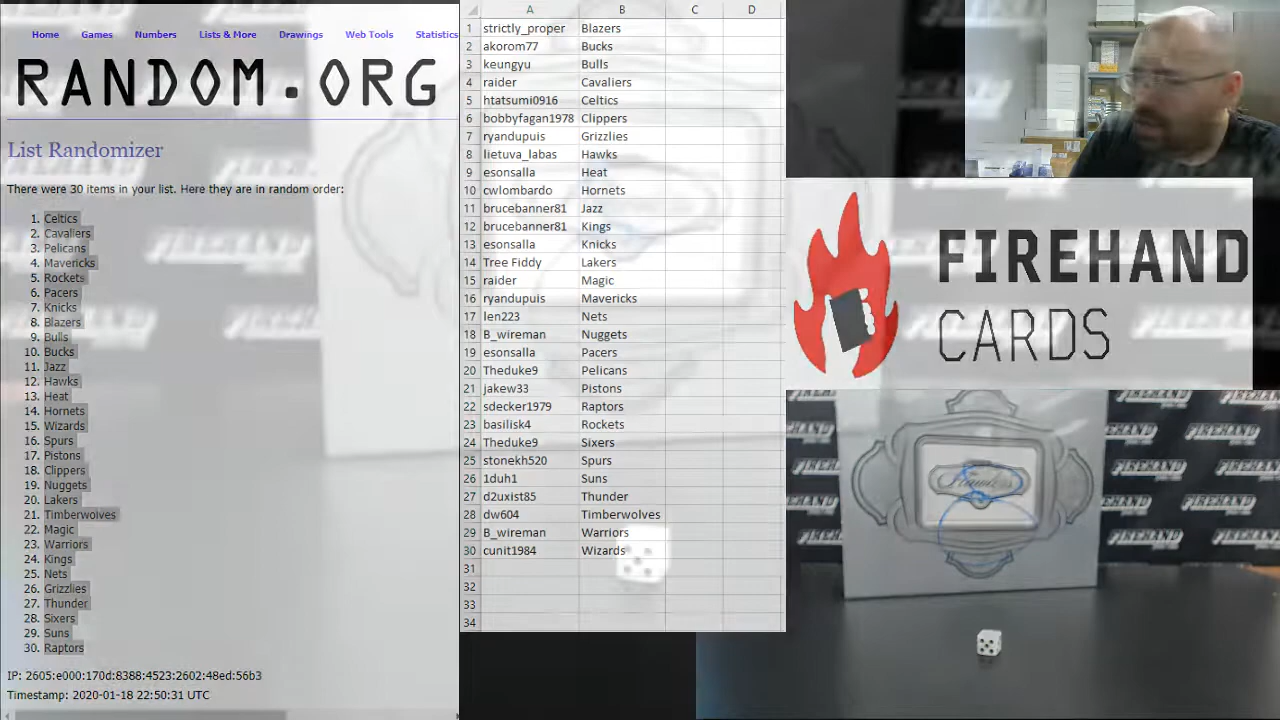 Home Games Numbers Lists & More Drawings Web Tools Statistics
RANDOM.ORG
List Randomizer
There were 30 items in your list. Here they are in random order:
1. Celtics
2. Cavaliers
3. Pelicans
4. Mavericks
5. Rockets
6. Pacers
7. Knicks
8. Blazers
9. Bulls
10. Bucks
11. Jazz
12. Hawks
13. Heat
14. Hornets
15. Wizards
16. Spurs
17. Pistons
18. Clippers
19. Nuggets
20. Lakers
21. Timberwolves
22. Magic
23. Warriors
24. Kings
25. Nets
26. Grizzlies
27. Thunder
28. Sixers
29. Suns
30. Raptors
IP: 2605:e000:170d:8388:4523:2602:48ed:56b3
Timestamp: 2020-01-18 22:50:31 UTC
A B C D
1 strictly_proper Blazers
2 akorom77 Bucks
3 keungyu Bulls
4 raider Cavaliers
5 htatsumi0916 Celtics
6 bobbyfagan1978 Clippers
7 ryandupuis Grizzlies
8 lietuva_labas Hawks
9 esonsalla Heat
10 cwlombardo Hornets
11 brucebanner81 Jazz
12 brucebanner81 Kings
13 esonsalla Knicks
14 Tree Fiddy Lakers
15 raider Magic
16 ryandupuis Mavericks
17 len223 Nets
18 B_wireman Nuggets
19 esonsalla Pacers
20 Theduke9 Pelicans
21 jakew33 Pistons
22 sdecker1979 Raptors
23 basilisk4 Rockets
24 Theduke9 Sixers
25 stonekh520 Spurs
26 1duh1 Suns
27 d2uxist85 Thunder
28 dw604 Timberwolves
29 B_wireman Warriors
30 cunit1984 Wizards
31
32
33
34
FIREHAND
CARDS
Flawless
FIREHAND
FIREHAND
FIREHAND
FIREHAND
FIREHAND
FIREHAND